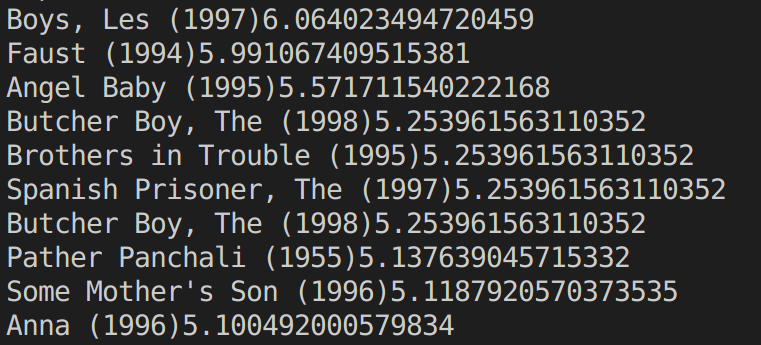 Boys, Les (1997)6.064023494720459
Faust (1994)5.991067409515381
Angel Baby (1995)5.571711540222168
Butcher Boy, The (1998)5.253961563110352
Brothers in Trouble (1995)5.253961563110352
Spanish Prisoner, The (1997)5.253961563110352
Butcher Boy, The (1998)5.253961563110352
Pather Panchali (1955)5.137639045715332
Some Mother's Son (1996)5.1187920570373535
Anna (1996)5.100492000579834